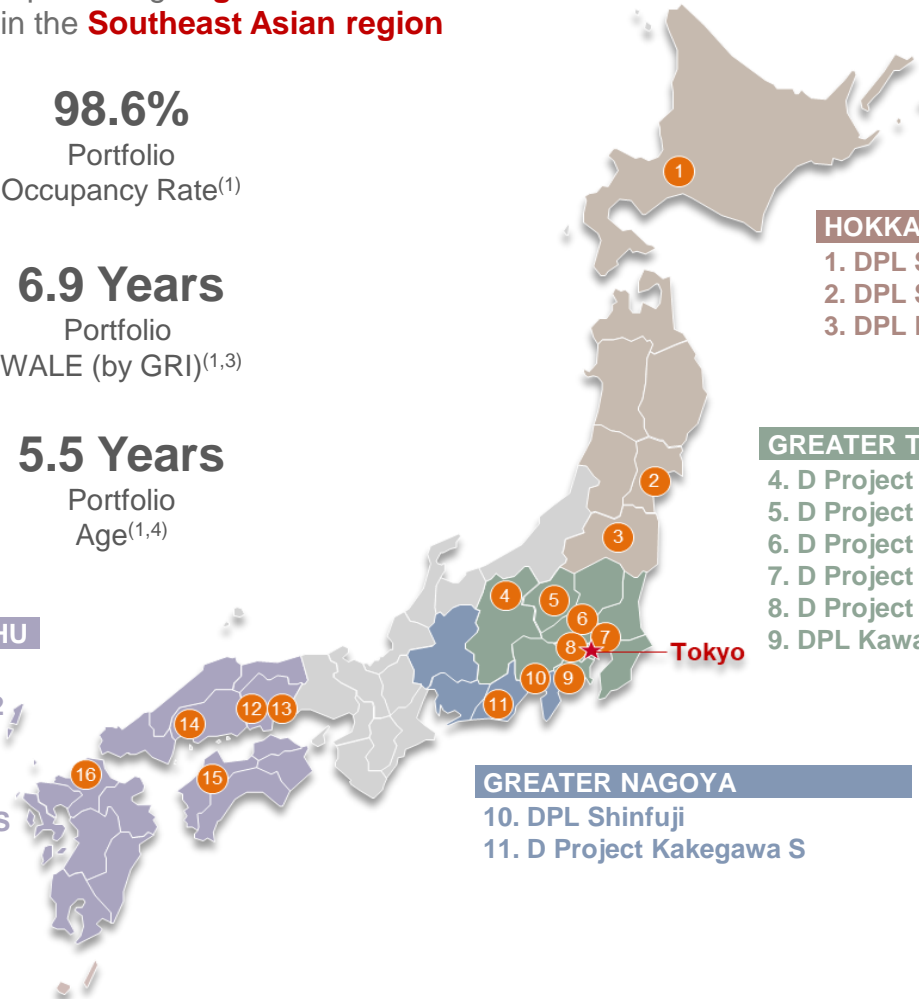 in the Southeast Asian region
98.6%
Portfolio
Occupancy Rate(1)
6.9 Years
Portfolio
WALE (by GRI)(1,3)
5.5 Years
Portfolio
Age(1,4)
HOKKA
1. DPL S
2. DPL S
3. DPL
GREATER T
4. D Project
5. D Project
6. D Project
7. D Project
8. D Project
9. DPL Kawa
GREATER NAGOYA
10. DPL Shinfuji
11. D Project Kakegawa S
HU
S
Tokyo
1
2
3
4
5
6
7
8
9
10
11
12
13
14
15
16